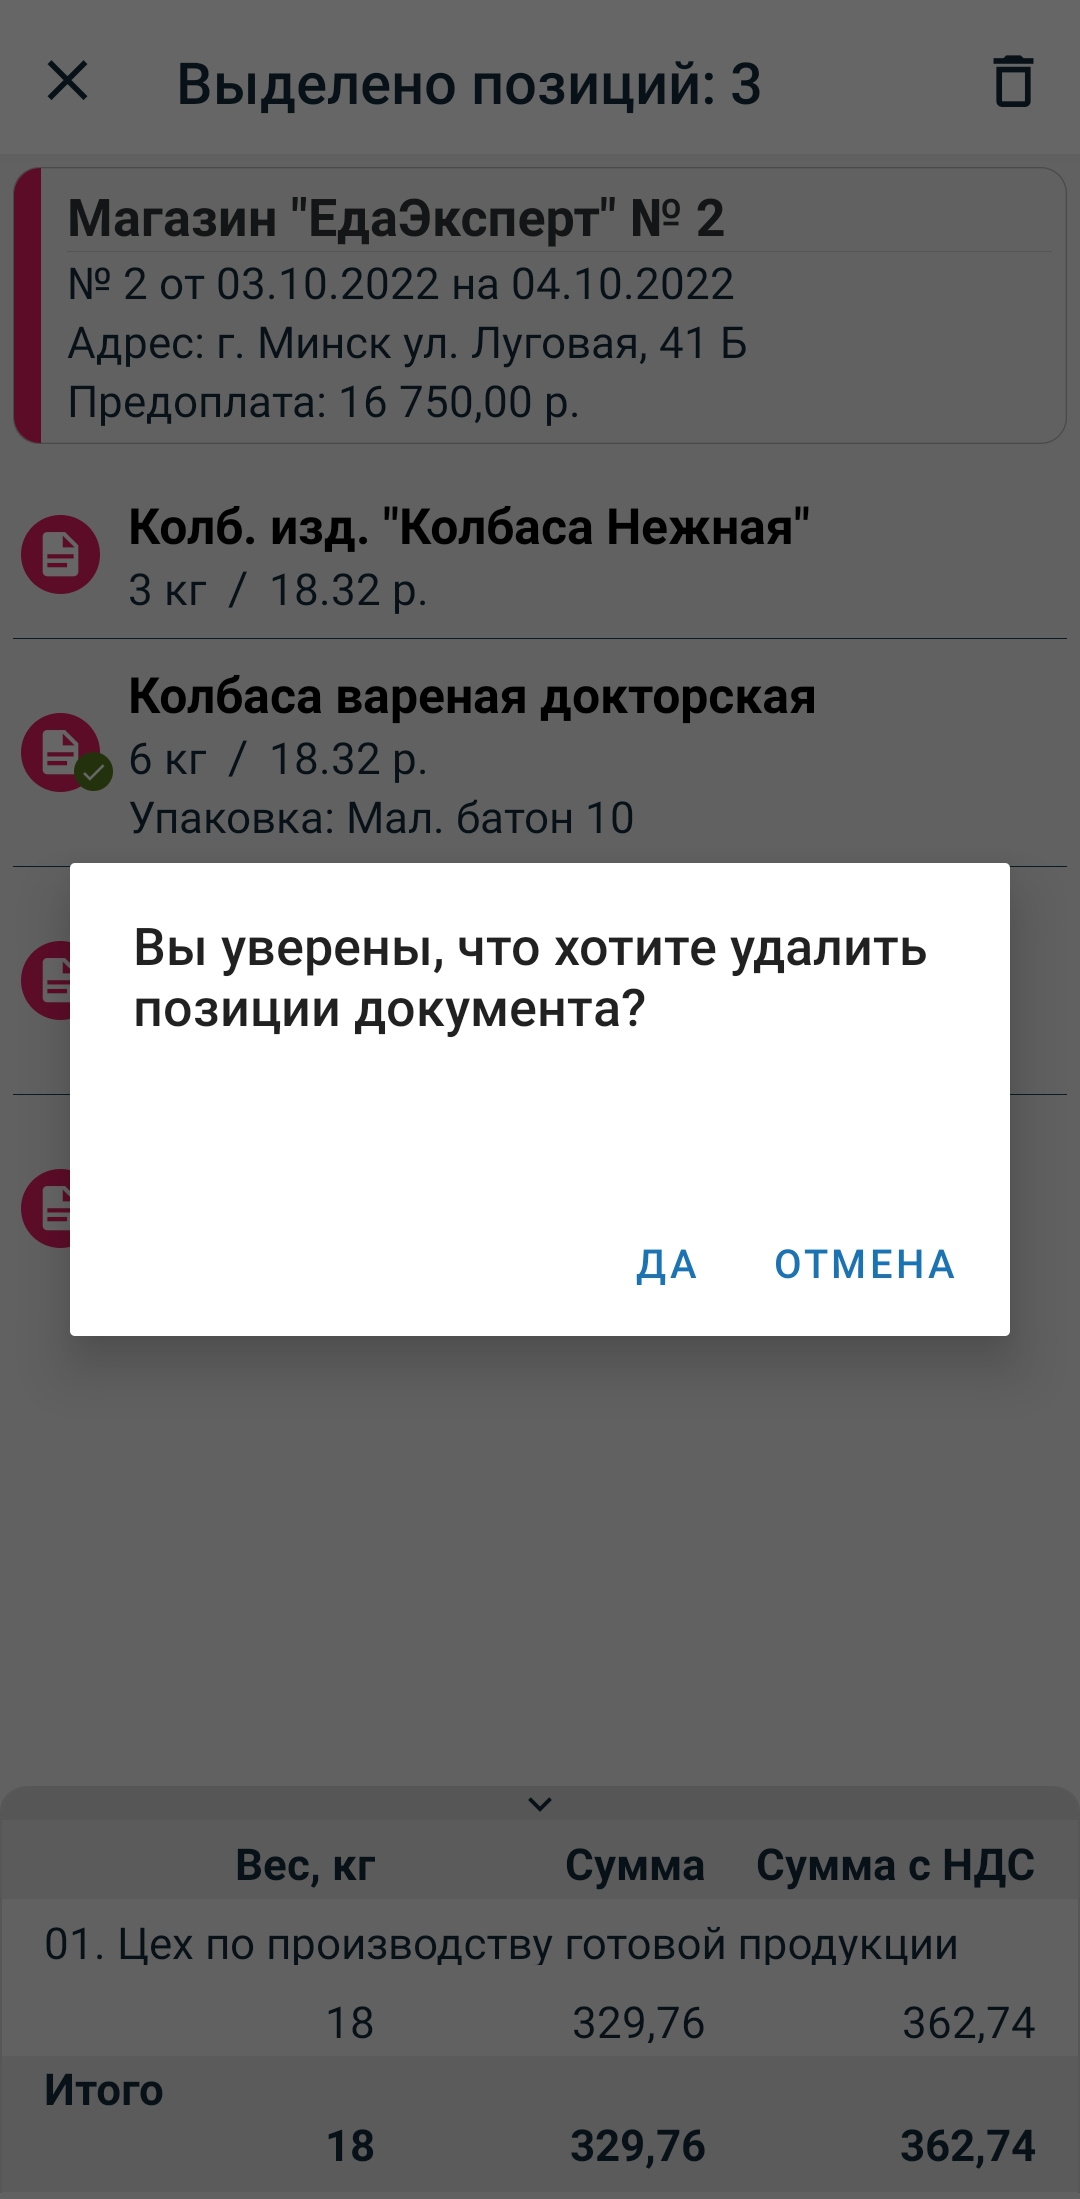 Выделено позиций: 3
Магазин "ЕдаЭксперт" № 2
№ 2 от 03.10.2022 на 04.10.2022
Адрес: г. Минск ул. Луговая, 41 Б
Предоплата: 16 750,00 р.
Колб. изд. "Колбаса Нежная"
3 кг / 18.32 р.
Колбаса вареная докторская
6 кг / 18.32 р.
Упаковка: Мал. батон 10
Вы уверены, что хотите удалить
позиции документа?
ДА ОТМЕНА
Вес, кг Сумма Сумма с НДС
01. Цех по производству готовой продукции
18 329,76 362,74
Итого
18 329,76 362,74